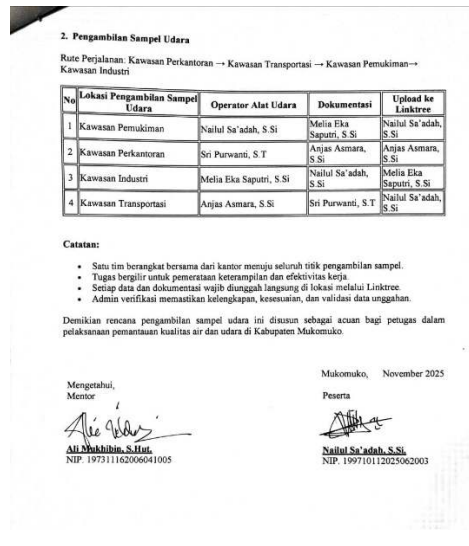 2. Pengambilan Sampel Udara
Rute Perjalanan: Kawasan Perkantoran → Kawasan Transportasi → Kawasan Pemukiman→
Kawasan Industri
No Lokasi Pengambilan Sampel Udara Operator Alat Udara Dokumentasi Upload ke Linktree
1 Kawasan Pemukiman Nailul Sa'adah, S.Si Melia Eka Saputri, S.Si Nailul Sa'adah, S.Si
2 Kawasan Perkantoran Sri Purwanti, S.T Anjas Asmara, S.Si Anjas Asmara, S.Si
3 Kawasan Industri Melia Eka Saputri, S.Si Nailul Sa'adah, S.Si Melia Eka Saputri, S.Si
4 Kawasan Transportasi Anjas Asmara, S.Si Sri Purwanti, S.T Nailul Sa'adah, S.Si
Catatan:
• Satu tim berangkat bersama dari kantor menuju seluruh titik pengambilan sampel.
• Tugas bergilir untuk pemerataan keterampilan dan efektivitas kerja.
• Setiap data dan dokumentasi wajib diunggah langsung di lokasi melalui Linktree.
• Admin verifikasi memastikan kelengkapan, kesesuaian, dan validasi data unggahan.
Demikian rencana pengambilan sampel udara ini disusun sebagai acuan bagi petugas dalam
pelaksanaan pemantauan kualitas air dan udara di Kabupaten Mukomuko.
Mukomuko, November 2025
Mengetahui,
Mentor
Peserta
Ali Mukhibin, S.Hut.
NIP. 197311162006041005
Nailul Sa'adah, S.Si.
NIP. 199710112025062003